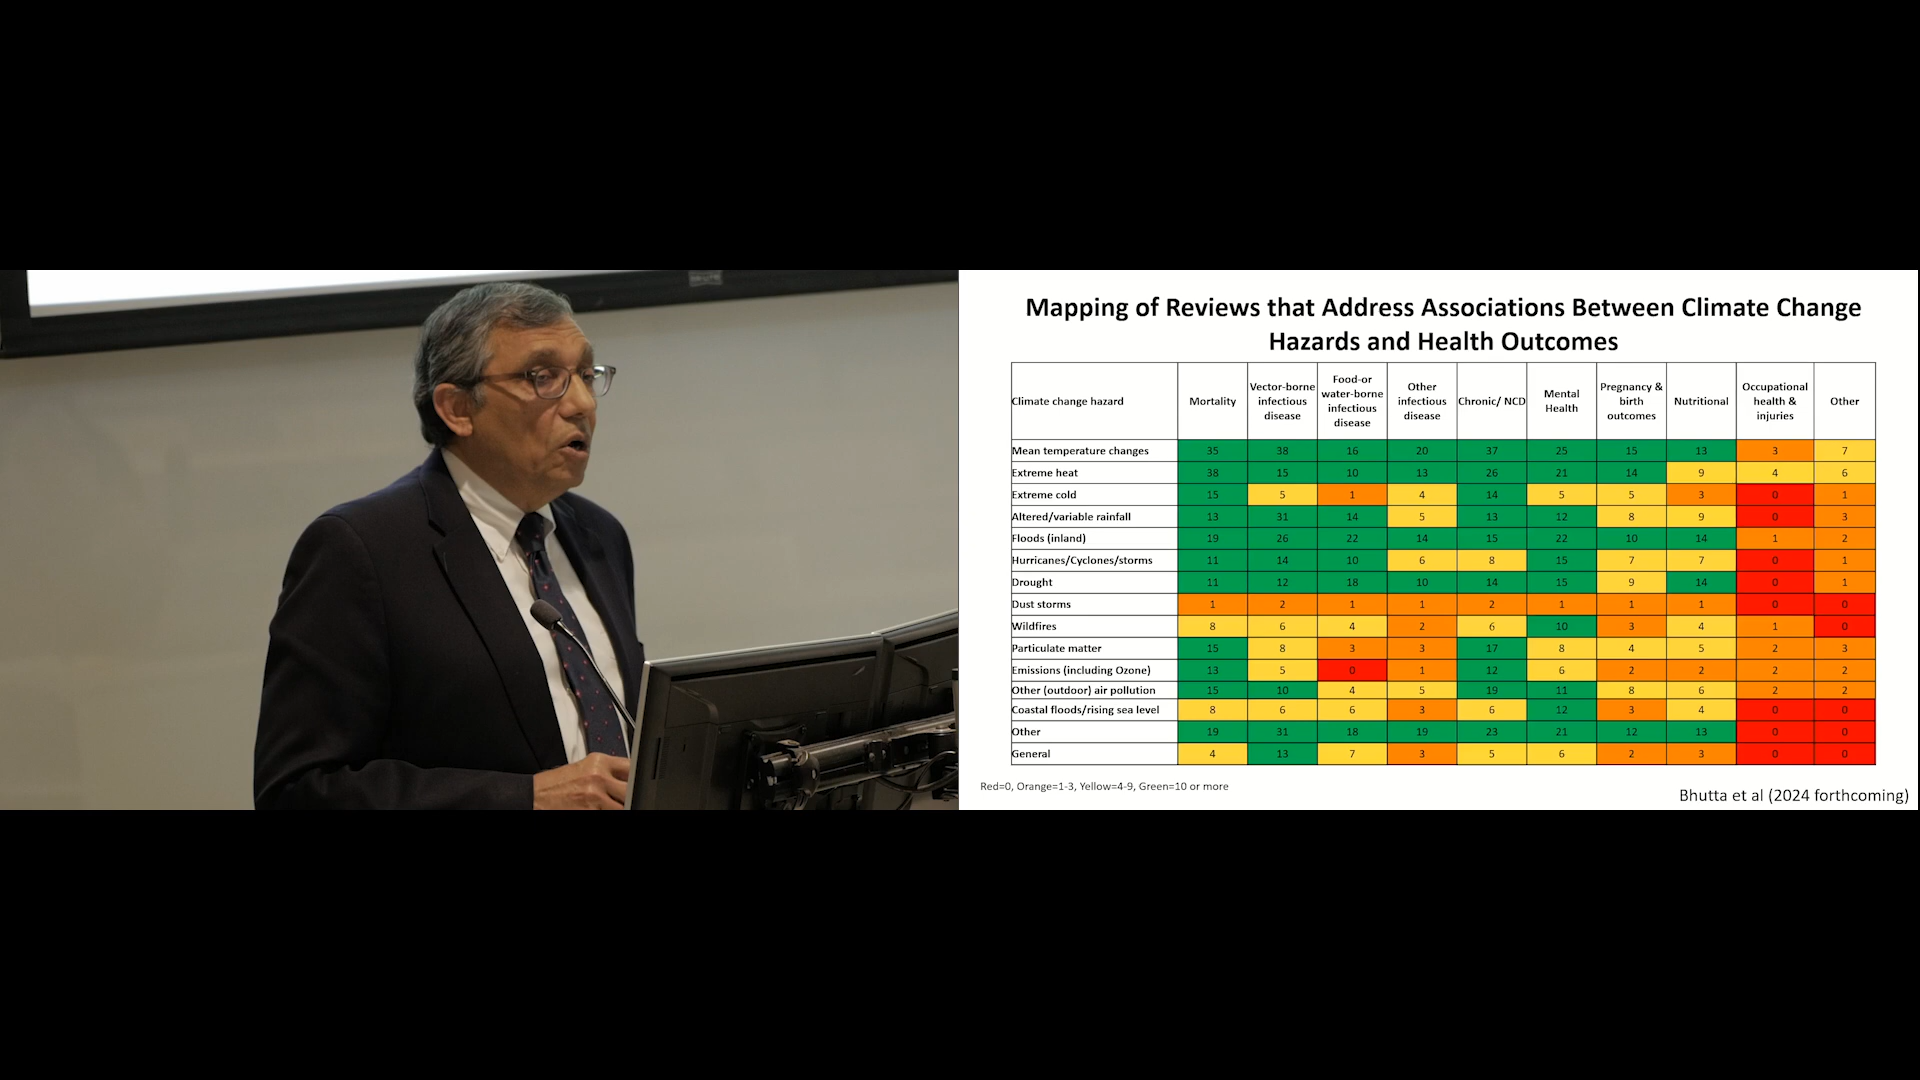 Mapping of Reviews that Address Associations Between Climate Change
Hazards and Health Outcomes
Climate change hazard Mortality Vector-borne infectious disease Food-or water-borne infectious disease Other infectious disease Chronic/ NCD Mental Health Pregnancy & birth outcomes Nutritional Occupational health & injuries Other
Mean temperature changes 35 38 16 20 37 25 15 13 3 7
Extreme heat 38 15 10 13 26 21 14 9 4 6
Extreme cold 15 5 1 4 14 5 5 3 0 1
Altered/variable rainfall 13 31 14 5 13 12 8 9 0 3
Floods (inland) 19 26 22 14 15 22 10 14 1 2
Hurricanes/Cyclones/storms 11 14 10 6 8 15 7 7 0 1
Drought 11 12 18 10 14 15 9 14 0 1
Dust storms 1 2 1 1 2 1 1 1 0 0
Wildfires 8 6 4 2 6 10 3 4 1 0
Particulate matter 15 8 3 3 17 8 4 5 2 3
Emissions (including Ozone) 13 5 0 1 12 6 2 2 2 2
Other (outdoor) air pollution 15 10 4 5 19 11 8 6 2 2
Coastal floods/rising sea level 8 6 6 3 6 12 3 4 0 0
Other 19 31 18 19 23 21 12 13 0 0
General 4 13 7 3 5 6 2 3 0 0
Red=0, Orange=1-3, Yellow=4-9, Green=10 or more
Bhutta et al (2024 forthcoming)